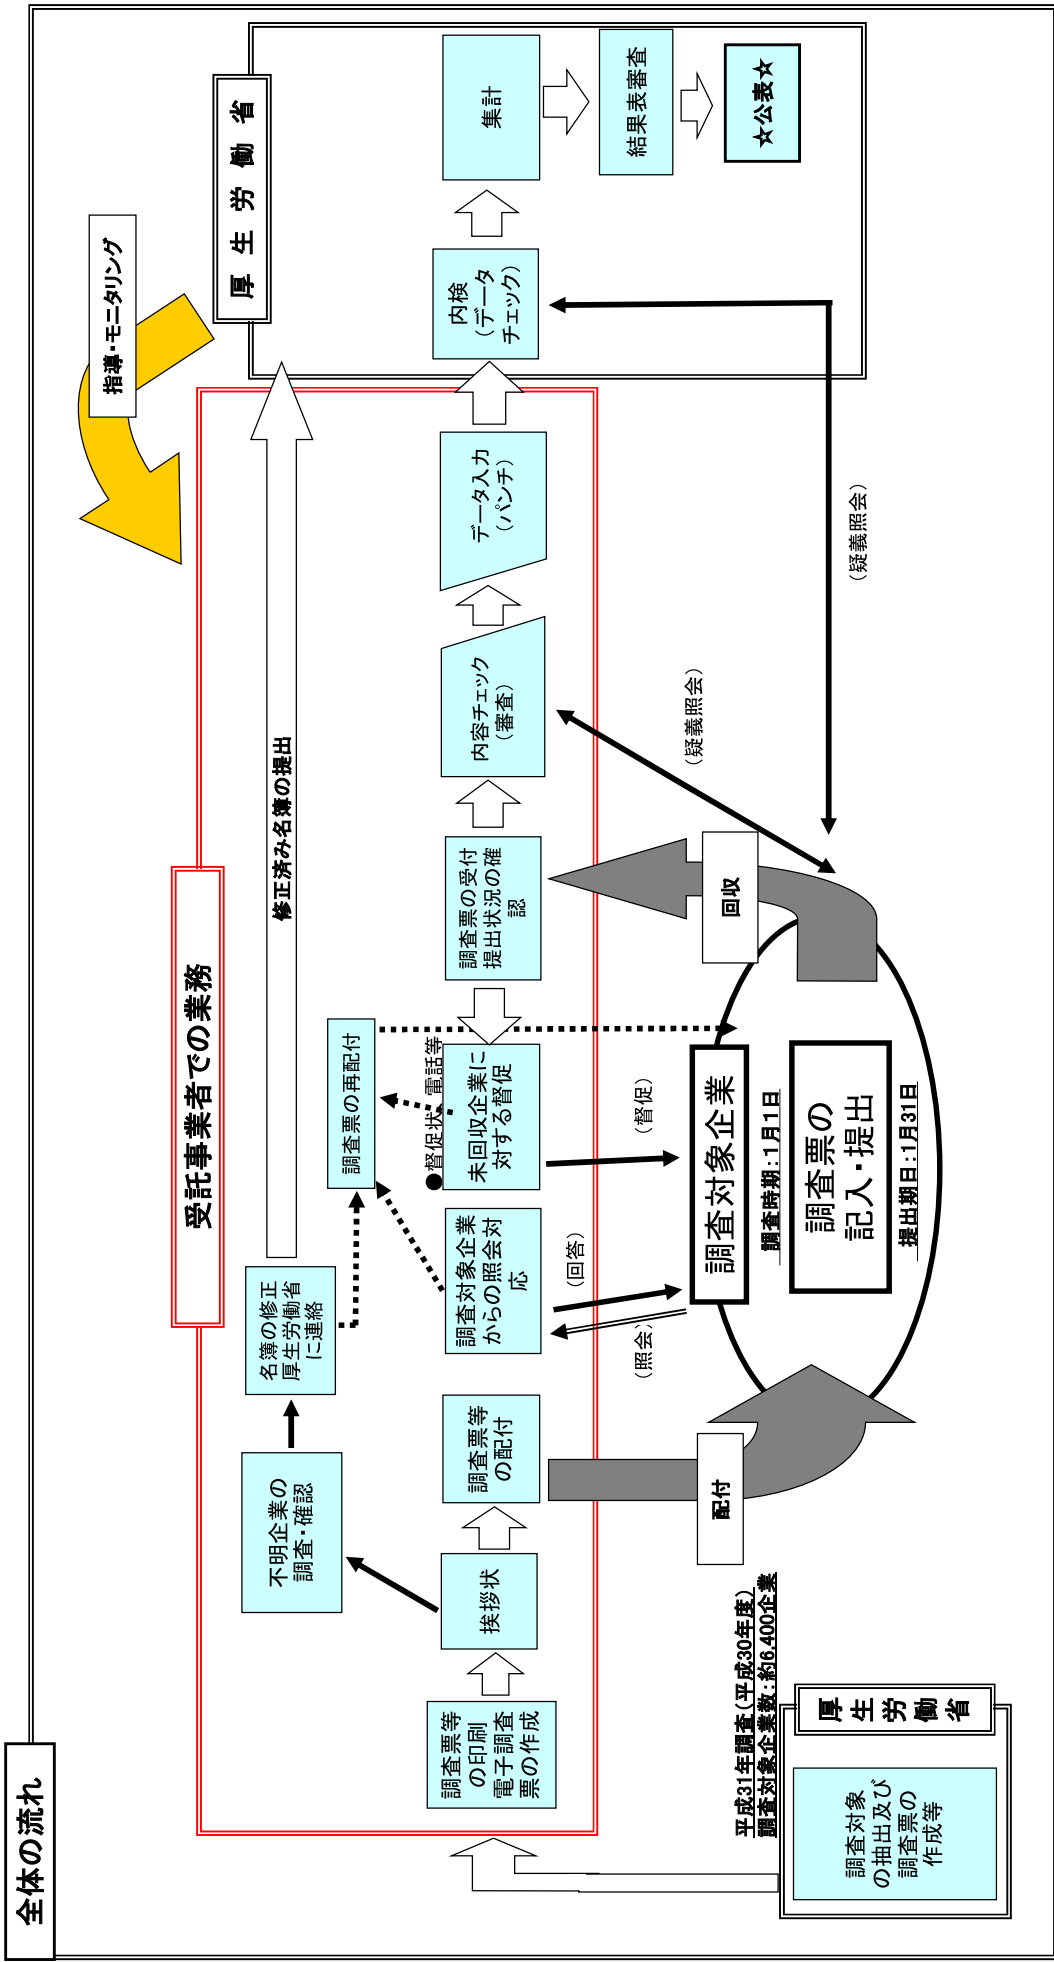 全体の流れ
指導・モニタリング
厚生労働省
受託事業者での業務
修正済み名簿の提出
不明企業の
調査・確認
名簿の修正
厚生労働省
に連絡
調査票の再配付
●督促状、電話等
調査票等
の印刷
電子調査
票の作成
挨拶状
調査票等
の配付
調査対象企業
からの照会対
応
未回収企業に
対する督促
調査票の受付
提出状況の確
認
内容チェック
(審査)
データ入力
(パンチ)
内検
(データ
チェック)
集計
結果表審査
☆公表☆
(照会)
(回答)
(督促)
(疑義照会)
(疑義照会)
配付
回収
調査対象企業
調査時期:1月1日
調査票の
記入・提出
提出期日:1月31日
平成31年調査(平成30年度)
調査対象企業数:約6,400企業
厚生労働省
調査対象
の抽出及び
調査票の
作成等